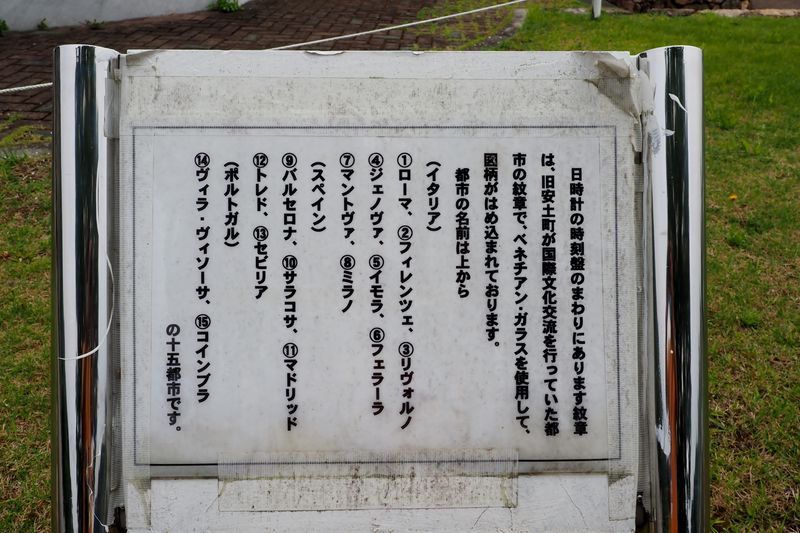 日時計の時刻盤のまわりにあります紋章
は、旧安土町が国際文化交流を行っていた都
市の紋章で、ベネチアン・ガラスを使用して、
図柄がはめ込まれております。
都市の名前は上から
(イタリア)
①ローマ、②フィレンツェ、③リヴォルノ
④ジェノヴァ、⑤イモラ、⑥フェラーラ
⑦マントヴァ、⑧ミラノ
(スペイン)
⑨バルセロナ、⑩サラコサ、⑪マドリッド
⑫トレド、⑬セビリア
(ポルトガル)
⑭ヴィラ・ヴィソーサ、⑮コインブラ
の十五都市です。